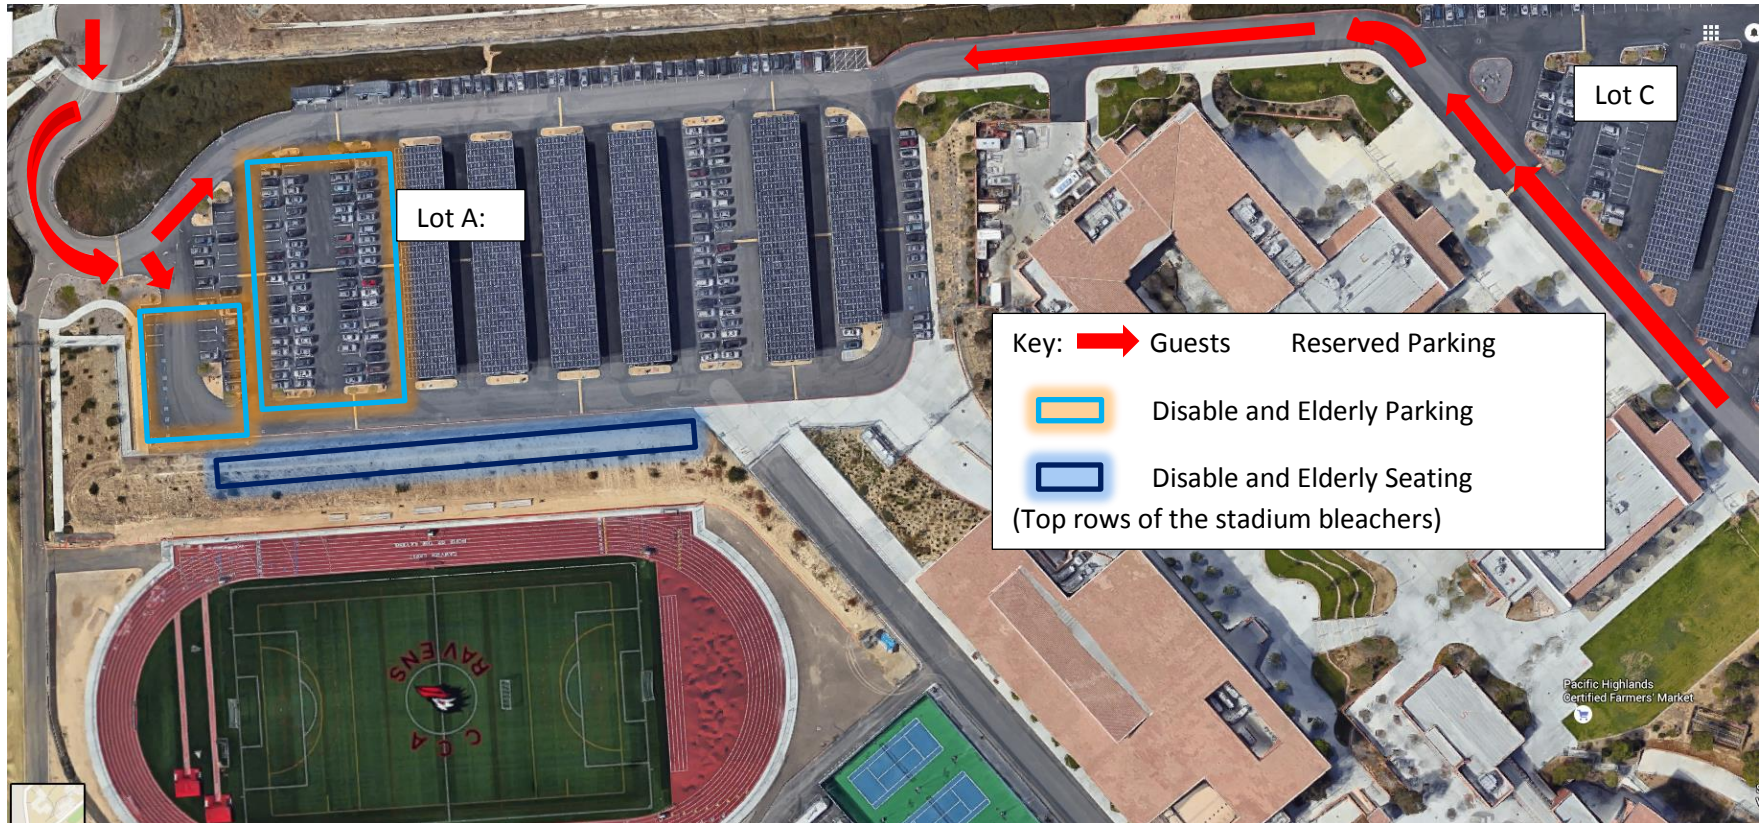 Lot C
Lot A:
Key: Guests Reserved Parking
Disable and Elderly Parking
Disable and Elderly Seating
(Top rows of the stadium bleachers)
RAVENS
CCA
Pacific Highlands
Certified Farmers' Market